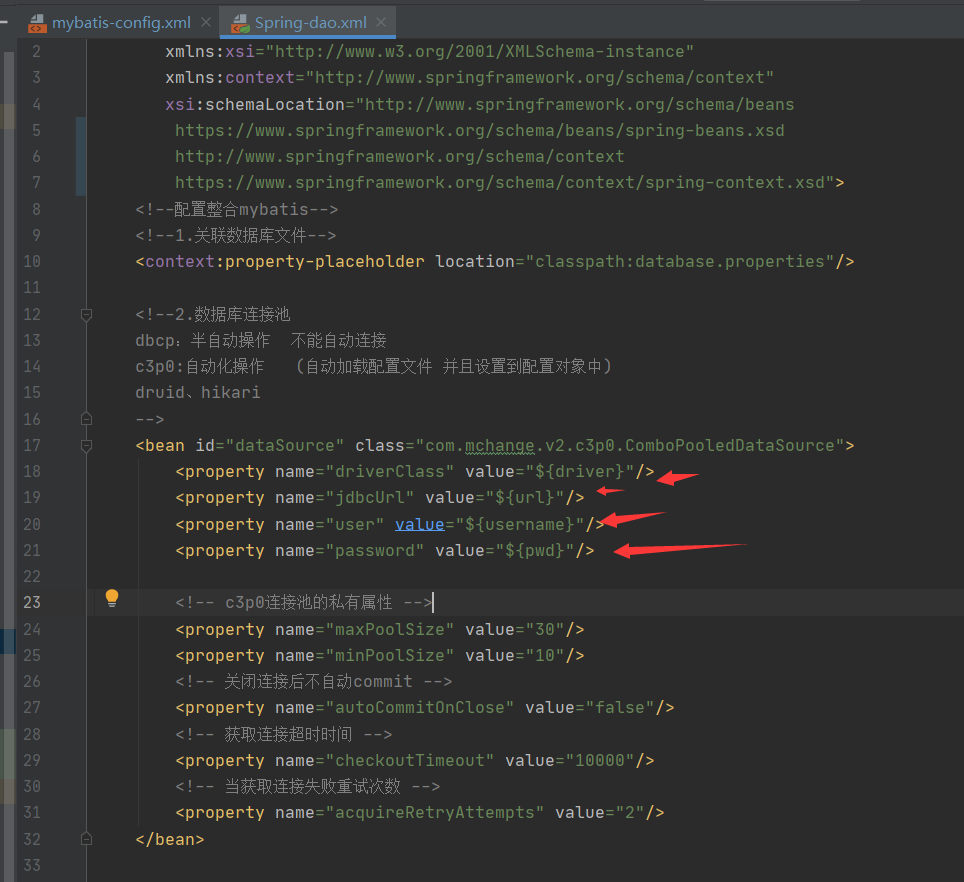 mybatis-config.xml × Spring-dao.xml ×
2 xmlns:xsi="http://www.w3.org/2001/XMLSchema-instance"
3 xmlns:context="http://www.springframework.org/schema/context"
4 xsi:schemaLocation="http://www.springframework.org/schema/beans
5 https://www.springframework.org/schema/beans/spring-beans.xsd
6 http://www.springframework.org/schema/context
7 https://www.springframework.org/schema/context/spring-context.xsd">
8 <!--配置整合mybatis-->
9 <!--1.关联数据库文件-->
10 <context:property-placeholder location="classpath:database.properties"/>
11
12 <!--2.数据库连接池
13 dbcp：半自动操作  不能自动连接
14 c3p0:自动化操作  （自动加载配置文件 并且设置到配置对象中）
15 druid、hikari
16 -->
17 <bean id="dataSource" class="com.mchange.v2.c3p0.ComboPooledDataSource">
18 <property name="driverClass" value="${driver}"/>
19 <property name="jdbcUrl" value="${url}"/>
20 <property name="user" value="${username}"/>
21 <property name="password" value="${pwd}"/>
22
23 <!-- c3p0连接池的私有属性 -->
24 <property name="maxPoolSize" value="30"/>
25 <property name="minPoolSize" value="10"/>
26 <!-- 关闭连接后不自动commit -->
27 <property name="autoCommitOnClose" value="false"/>
28 <!-- 获取连接超时时间 -->
29 <property name="checkoutTimeout" value="10000"/>
30 <!-- 当获取连接失败重试次数 -->
31 <property name="acquireRetryAttempts" value="2"/>
32 </bean>
33